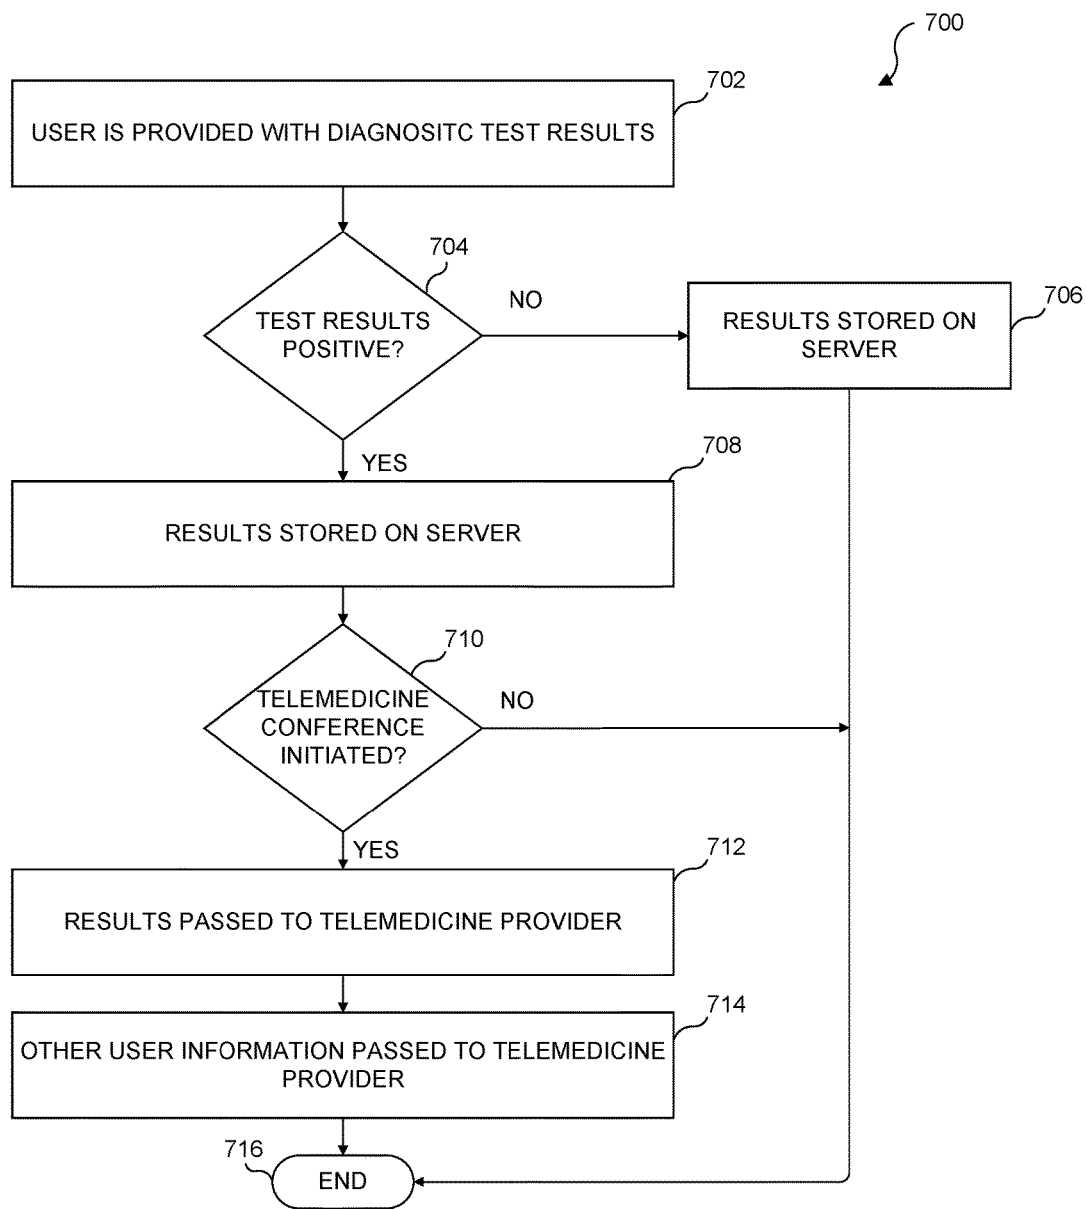 700
702
USER IS PROVIDED WITH DIAGNOSITC TEST RESULTS
704
TEST RESULTS
POSITIVE?
NO
706
RESULTS STORED ON
SERVER
YES
708
RESULTS STORED ON SERVER
710
TELEMEDICINE
CONFERENCE
INITIATED?
NO
YES
712
RESULTS PASSED TO TELEMEDICINE PROVIDER
714
OTHER USER INFORMATION PASSED TO TELEMEDICINE
PROVIDER
716
END